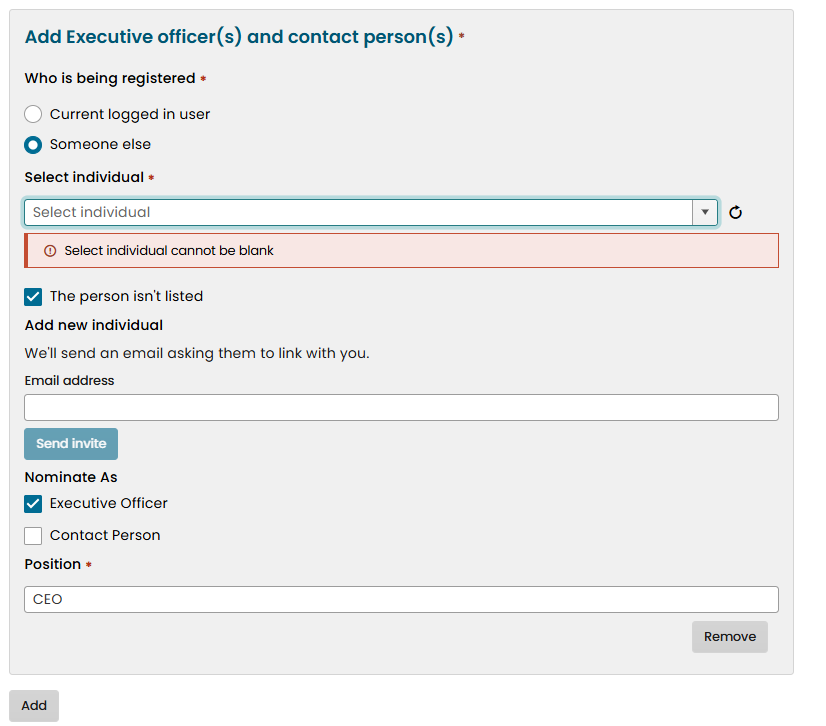 Add Executive officer(s) and contact person(s) *
Who is being registered *
Current logged in user
Someone else
Select individual *
Select individual
Select individual cannot be blank
The person isn't listed
Add new individual
We'll send an email asking them to link with you.
Email address
Send invite
Nominate As
Executive Officer
Contact Person
Position *
CEO
Remove
Add